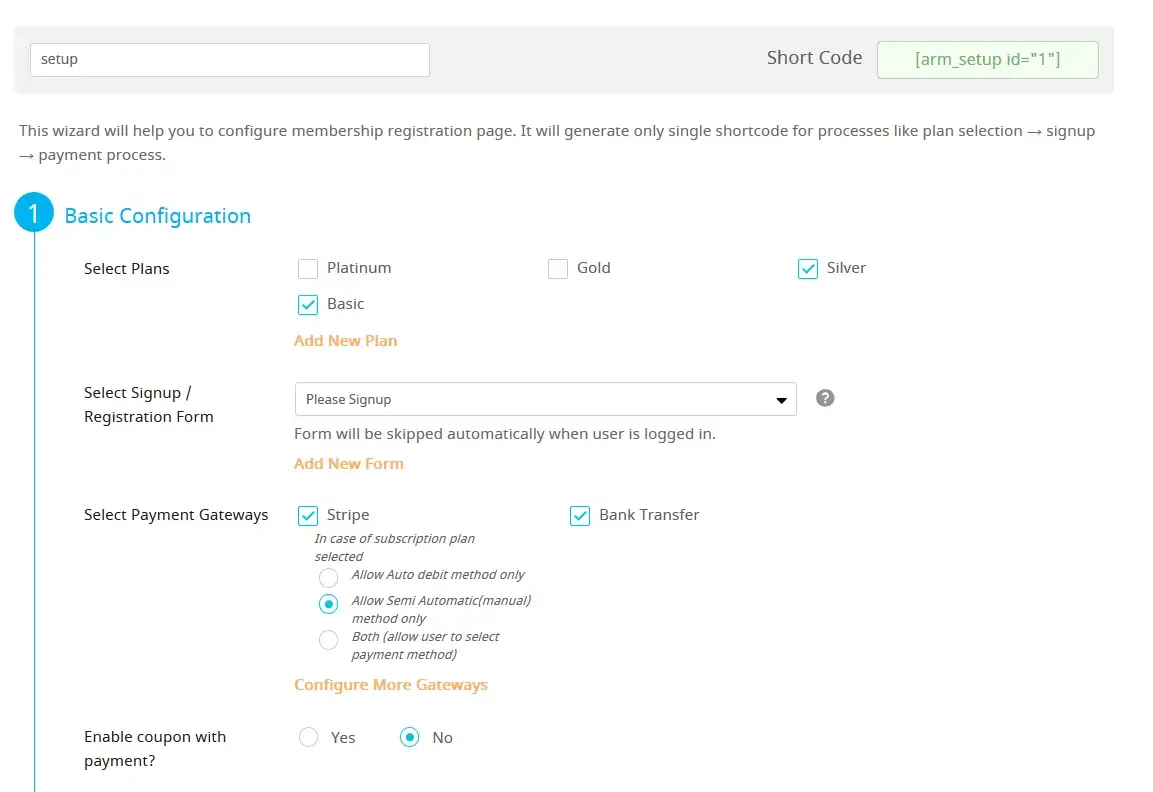 setup
Short Code
[arm_setup id="1"]
This wizard will help you to configure membership registration page. It will generate only single shortcode for processes like plan selection → signup
→ payment process.
1 Basic Configuration
Select Plans
Platinum
Gold
Silver
Basic
Add New Plan
Select Signup /
Registration Form
Please Signup
?
Form will be skipped automatically when user is logged in.
Add New Form
Select Payment Gateways
Stripe
Bank Transfer
In case of subscription plan
selected
Allow Auto debit method only
Allow Semi Automatic(manual)
method only
Both (allow user to select
payment method)
Configure More Gateways
Enable coupon with
payment?
Yes
No